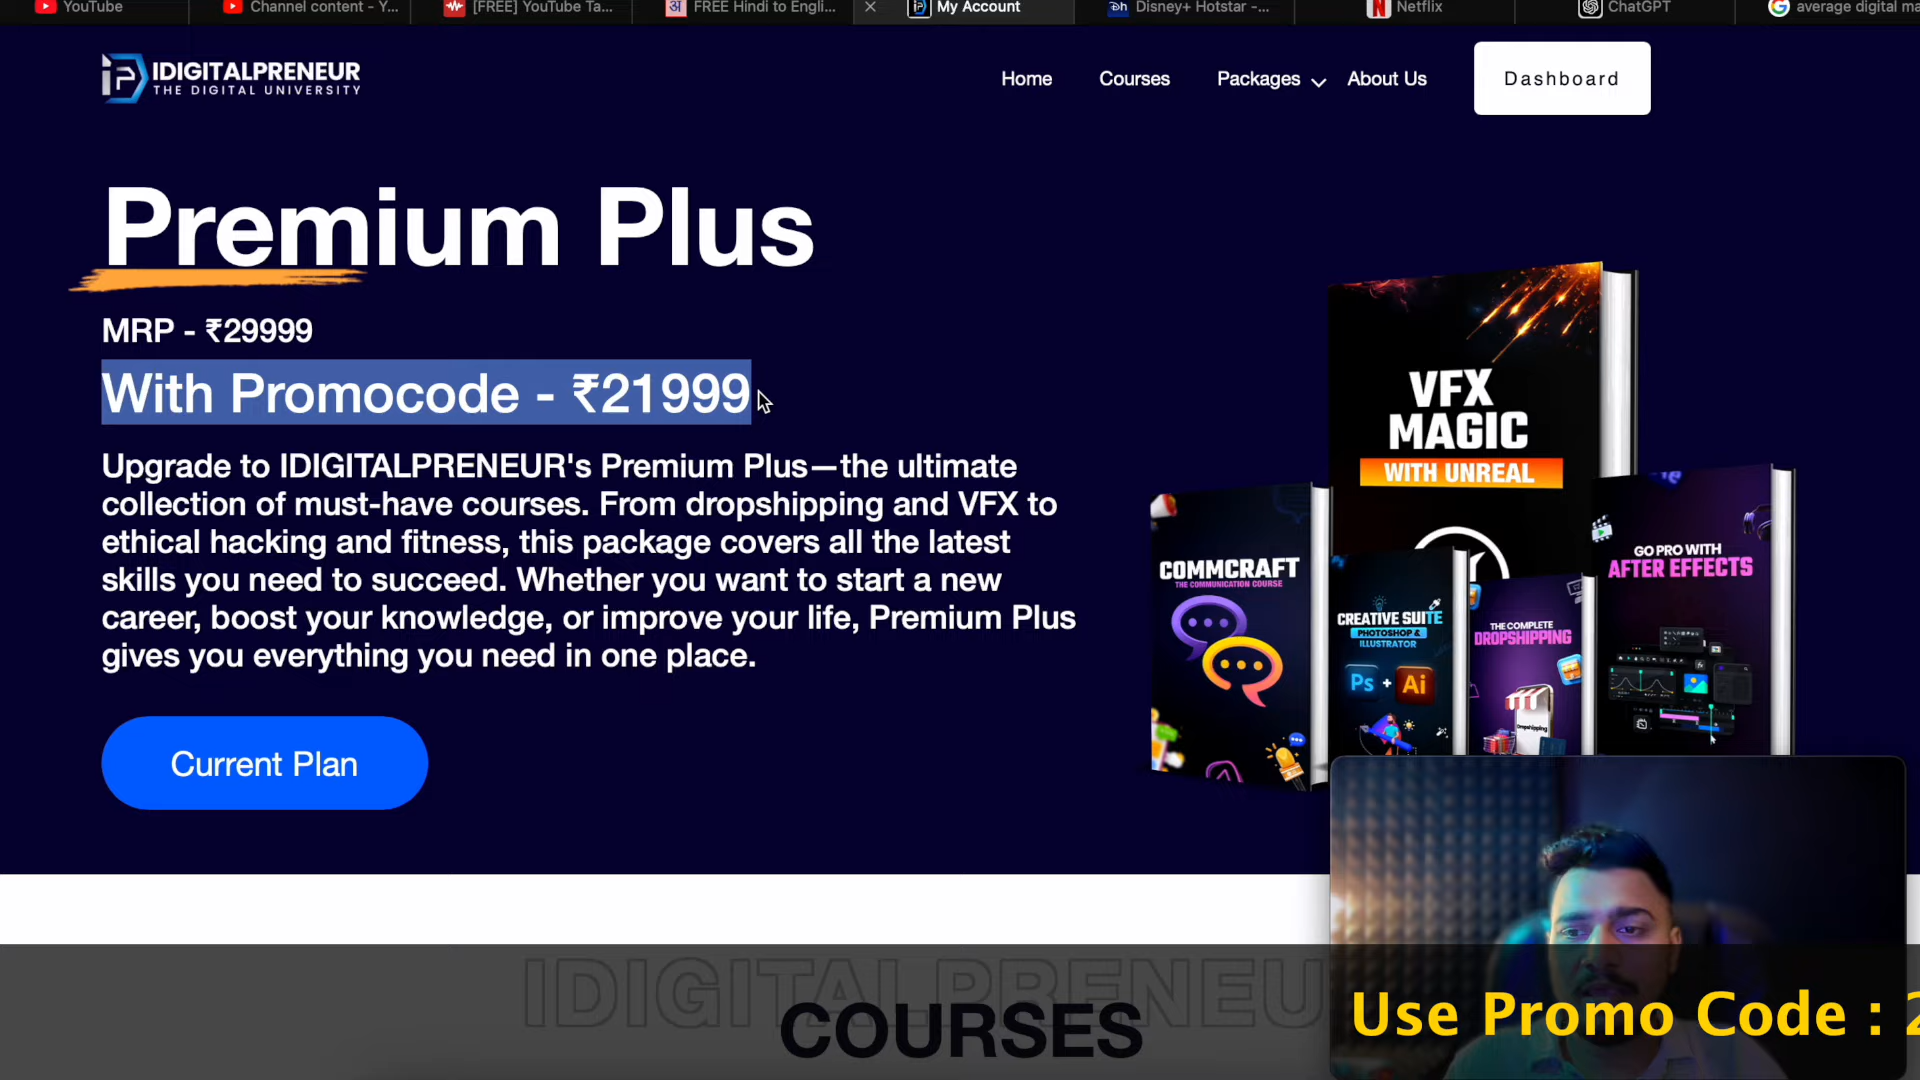 YouTube
Channel content - Y...
[FREE] YouTube Ta...
अ FREE Hindi to Engli...
My Account
Disney+ Hotstar -...
Netflix
ChatGPT
average digital ma
IDIGITALPRENEUR
THE DIGITAL UNIVERSITY
Home
Courses
Packages
About Us
Dashboard
Premium Plus
MRP - ₹29999
With Promocode - ₹21999
Upgrade to IDIGITALPRENEUR's Premium Plus—the ultimate
collection of must-have courses. From dropshipping and VFX to
ethical hacking and fitness, this package covers all the latest
skills you need to succeed. Whether you want to start a new
career, boost your knowledge, or improve your life, Premium Plus
gives you everything you need in one place.
Current Plan
VFX
MAGIC
WITH UNREAL
COMMCRAFT
THE COMMUNICATION COURSE
CREATIVE SUITE
PHOTOSHOP &
ILLUSTRATOR
Ps + Ai
THE COMPLETE
DROPSHIPPING
Dropshipping
GO PRO WITH
AFTER EFFECTS
IDIGITALPRENEU
COURSES
Use Promo Code : 2